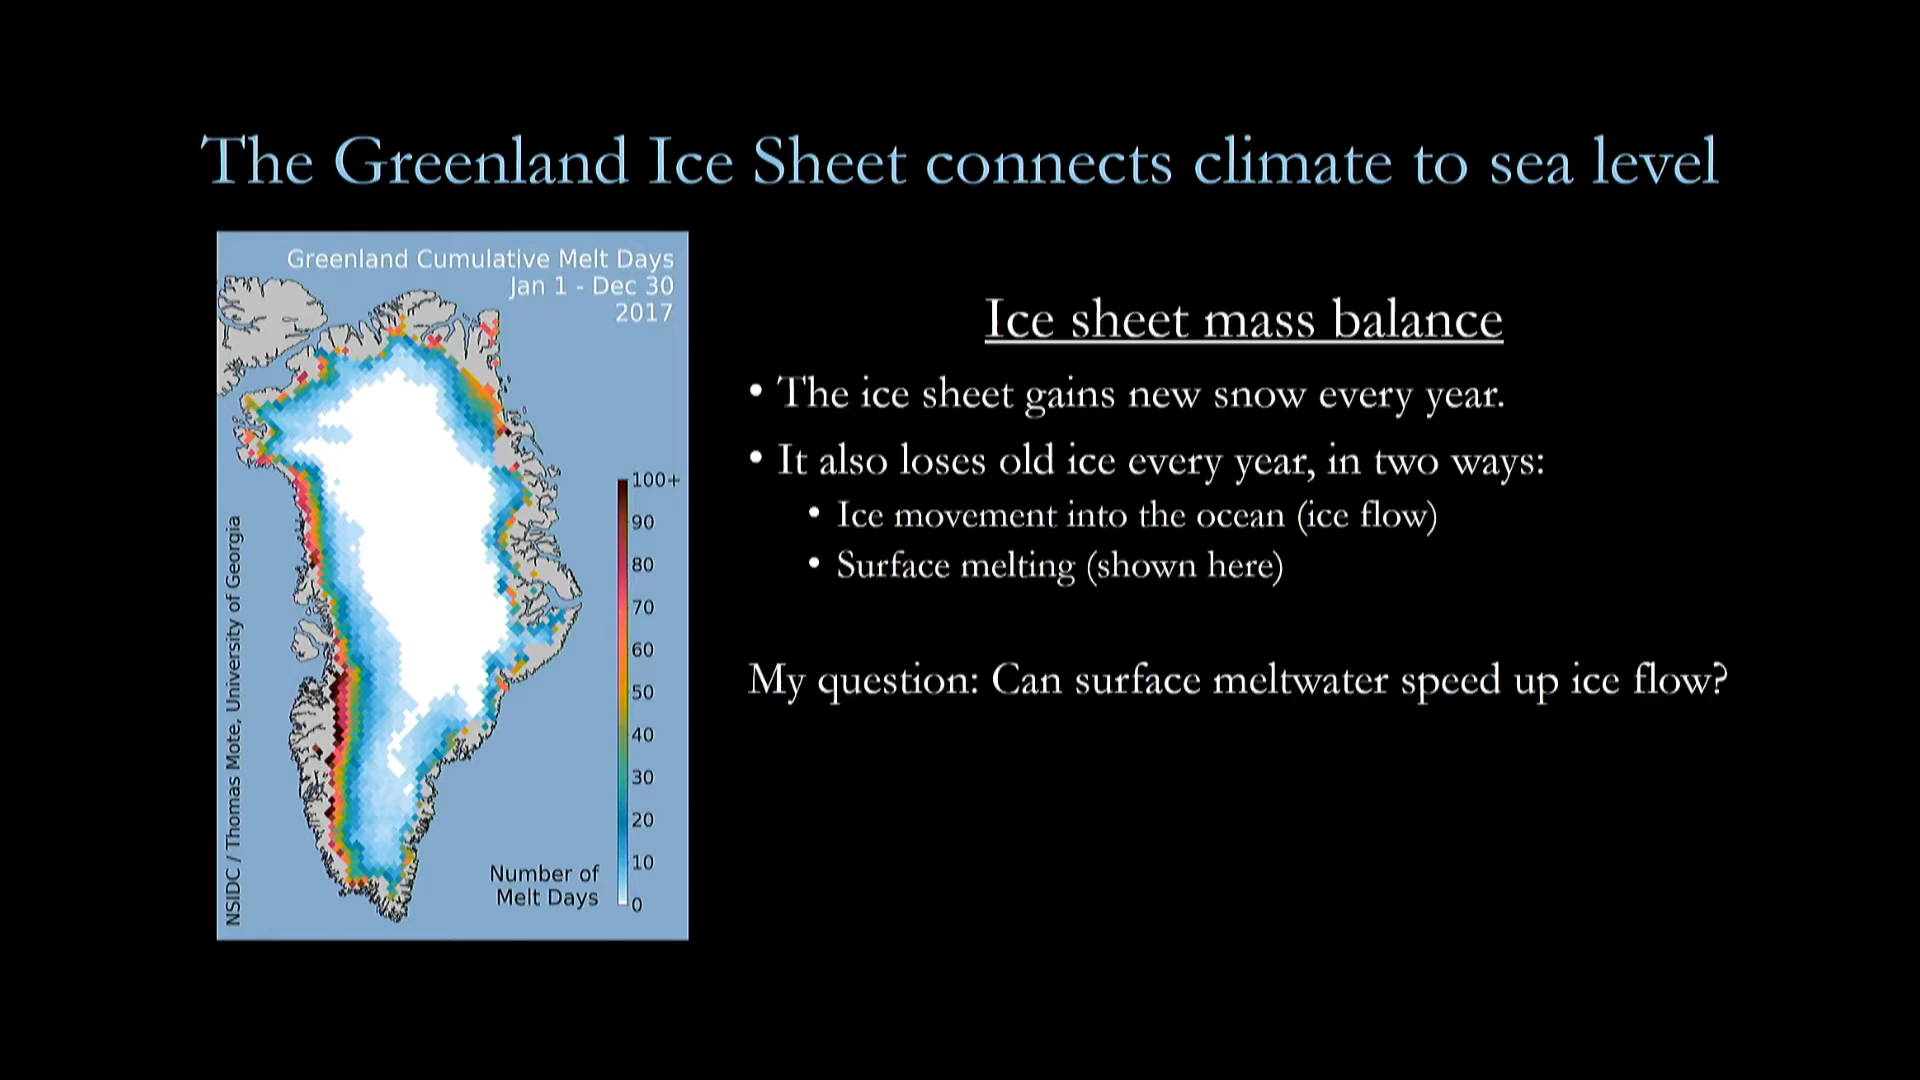 The Greenland Ice Sheet connects climate to sea level
Greenland Cumulative Melt Days
Jan 1 - Dec 30
2017
NSIDC / Thomas Mote, University of Georgia
100+
90
80
70
60
50
40
30
20
10
0
Number of
Melt Days
Ice sheet mass balance
• The ice sheet gains new snow every year.
• It also loses old ice every year, in two ways:
• Ice movement into the ocean (ice flow)
• Surface melting (shown here)
My question: Can surface meltwater speed up ice flow?